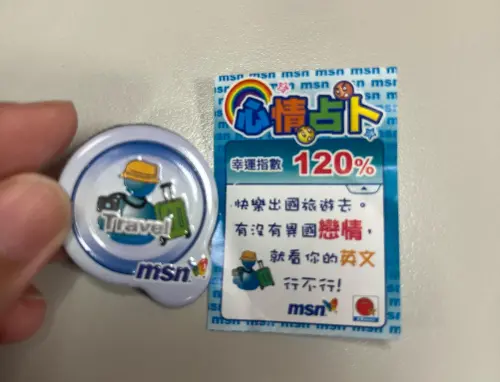 Travel
msn
msn msn msn msn msn
心情占卜
幸運指數 120%
快樂出國旅遊去。
有沒有異國戀情，
就看你的英文
行不行!
msn